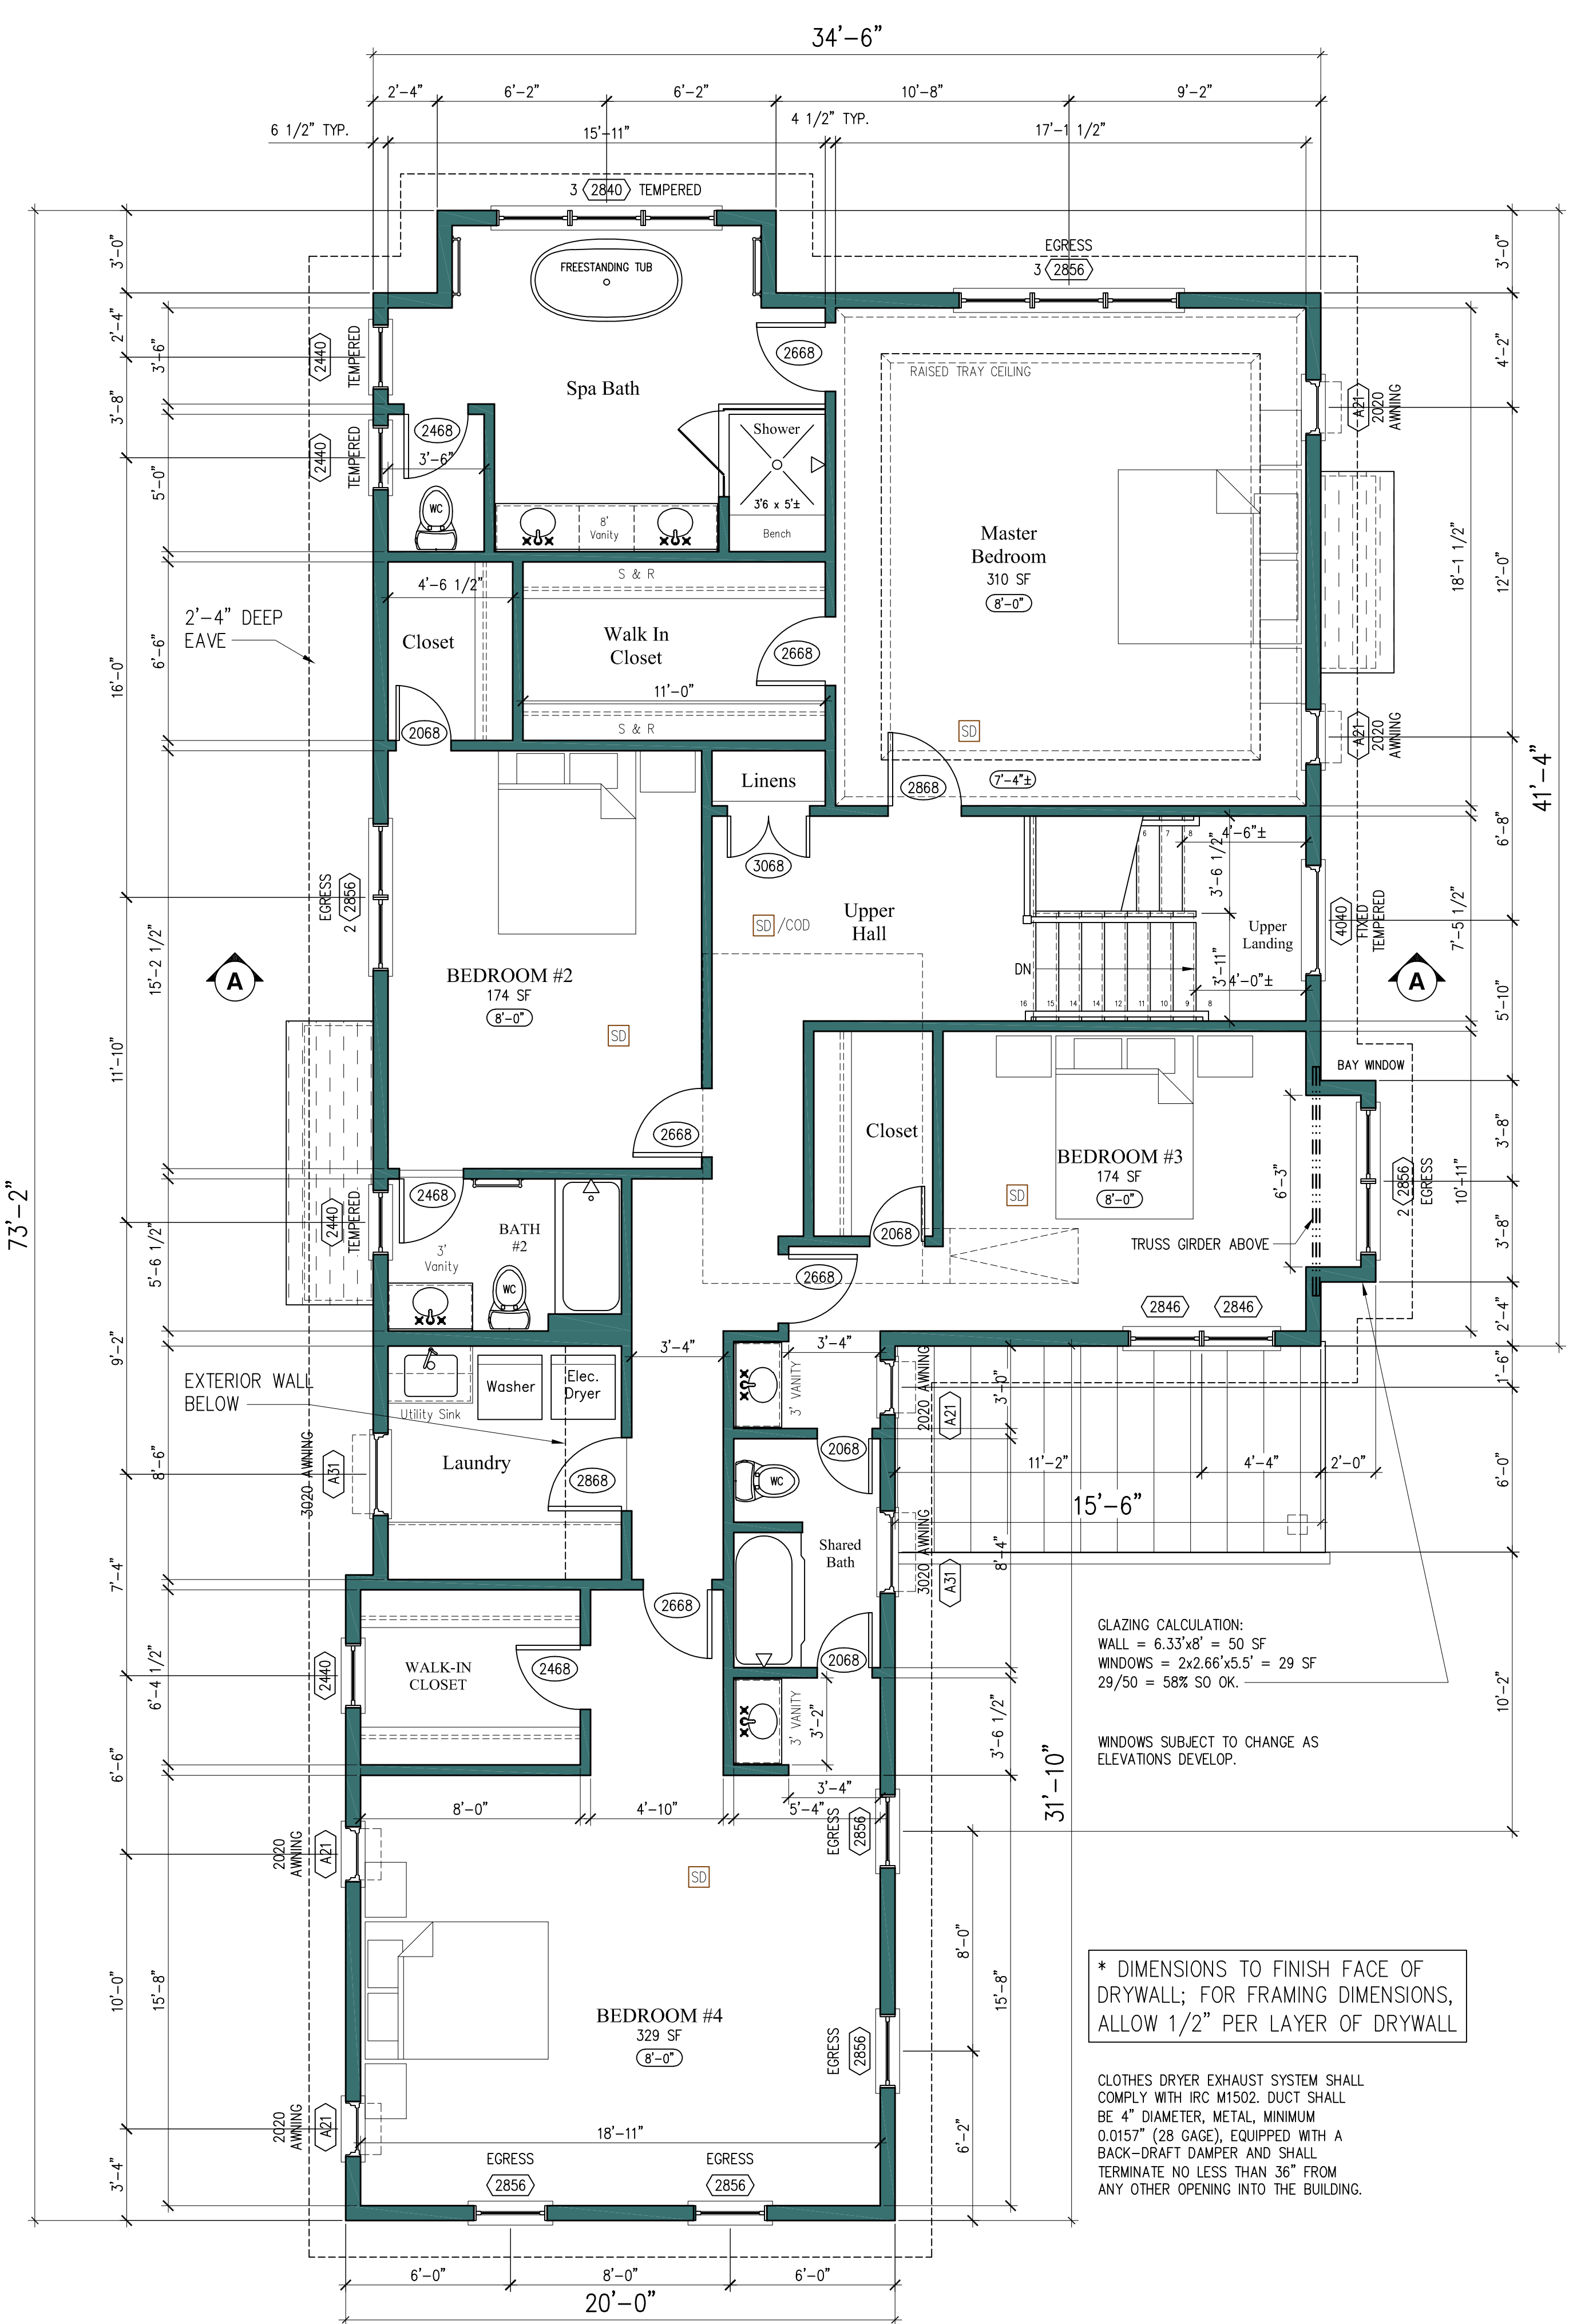 34'-6"
2'-4"
6'-2"
6'-2"
10'-8"
9'-2"
6 1/2" TYP.
15'-11"
4 1/2" TYP.
17'-1 1/2"
3 2840 TEMPERED
EGRESS
3 2856
3'-0"
2'-4"
3'-8"
16'-0"
11'-10"
9'-2"
7'-4"
6'-6"
10'-0"
3'-4"
73'-2"
3'-6"
5'-0"
6'-6"
15'-2 1/2"
5'-6 1/2"
8'-6"
6'-4 1/2"
15'-8"
2440
TEMPERED
2440
TEMPERED
FREESTANDING TUB
Spa Bath
2668
2468
3'-6"
WC
8'
Vanity
Shower
3'6 x 5'±
Bench
RAISED TRAY CEILING
Master
Bedroom
310 SF
8'-0"
SD
7'-4"±
2868
A21
2020
AWNING
A21
2020
AWNING
3'-0"
4'-2"
12'-0"
18'-1 1/2"
41'-4"
6'-8"
7'-5 1/2"
5'-10"
3'-8"
10'-11"
3'-8"
2'-4"
1'-6"
6'-0"
10'-2"
2'-4" DEEP
EAVE
4'-6 1/2"
Closet
2068
S & R
Walk In
Closet
11'-0"
S & R
2668
Linens
3068
EGRESS
2 2856
A
BEDROOM #2
174 SF
8'-0"
SD
2668
SD /COD
Upper
Hall
DN
6
7
8
4'-6"±
3'-6 1/2"
Upper
Landing
3'-11"
4'-0"±
16
15
14
14
12
11
10
9
8
4040
FIXED
TEMPERED
A
BAY WINDOW
Closet
2068
BEDROOM #3
174 SF
8'-0"
SD
6'-3"
TRUSS GIRDER ABOVE
2 2856
EGRESS
2668
2846
2846
2440
TEMPERED
2468
BATH
#2
3'
Vanity
WC
EXTERIOR WALL
BELOW
Washer
Elec.
Dryer
Utility Sink
Laundry
2868
3020 AWNING
A31
3'-4"
3'-4"
3' VANITY
2020 AWNING
A21
3'-0"
2068
WC
Shared
Bath
3020 AWNING
A31
8'-4"
2068
11'-2"
4'-4"
2'-0"
15'-6"
2668
WALK-IN
CLOSET
2468
2440
3' VANITY
3'-2"
3'-6 1/2"
31'-10"
3'-4"
8'-0"
4'-10"
5'-4"
GLAZING CALCULATION:
WALL = 6.33'x8' = 50 SF
WINDOWS = 2x2.66'x5.5' = 29 SF
29/50 = 58% SO OK.
WINDOWS SUBJECT TO CHANGE AS
ELEVATIONS DEVELOP.
2020
AWNING
A21
EGRESS
2856
SD
8'-0"
15'-8"
BEDROOM #4
329 SF
8'-0"
EGRESS
2856
2020
AWNING
A21
6'-2"
18'-11"
EGRESS
2856
EGRESS
2856
* DIMENSIONS TO FINISH FACE OF
DRYWALL; FOR FRAMING DIMENSIONS,
ALLOW 1/2" PER LAYER OF DRYWALL
CLOTHES DRYER EXHAUST SYSTEM SHALL
COMPLY WITH IRC M1502. DUCT SHALL
BE 4" DIAMETER, METAL, MINIMUM
0.0157" (28 GAGE), EQUIPPED WITH A
BACK-DRAFT DAMPER AND SHALL
TERMINATE NO LESS THAN 36" FROM
ANY OTHER OPENING INTO THE BUILDING.
6'-0"
8'-0"
6'-0"
20'-0"